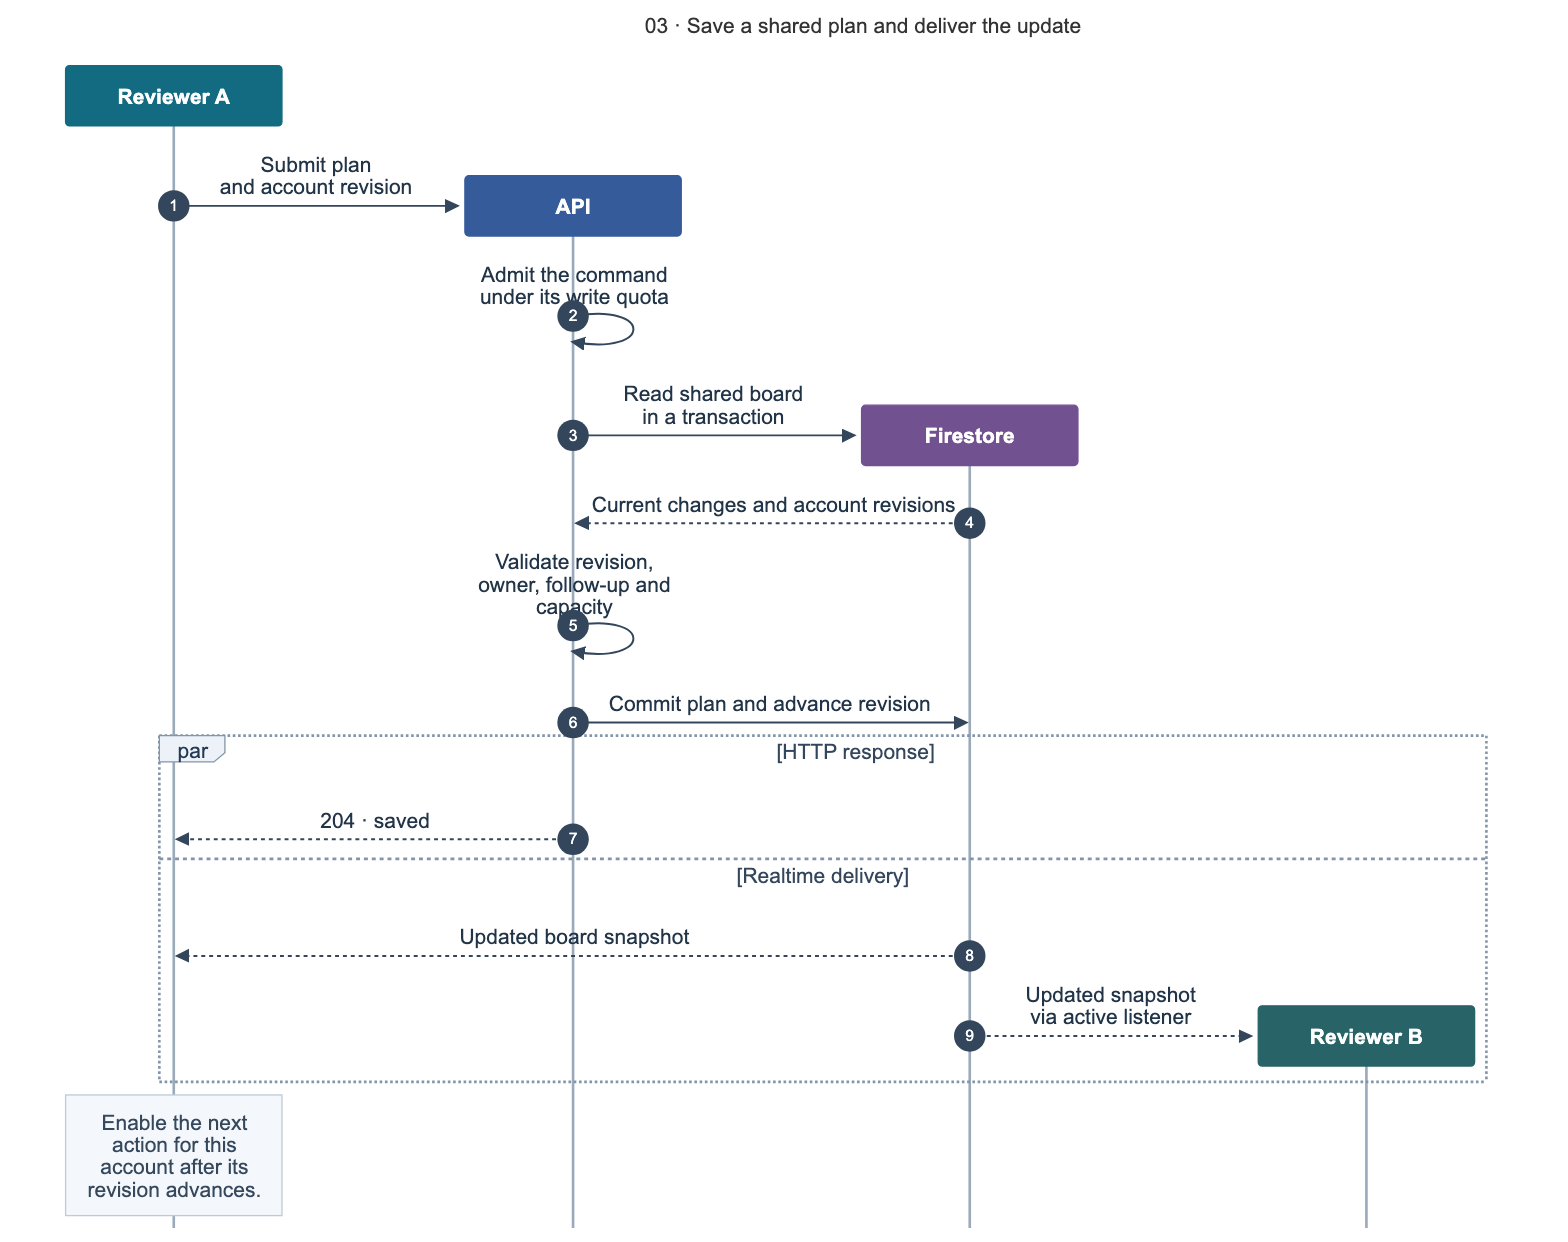 03 · Save a shared plan and deliver the update
Reviewer A
Submit plan
and account revision
1
API
Admit the command
under its write quota
2
Read shared board
in a transaction
3
Firestore
Current changes and account revisions
4
Validate revision,
owner, follow-up and
capacity
5
Commit plan and advance revision
6
par
[HTTP response]
204 · saved
7
[Realtime delivery]
Updated board snapshot
8
Updated snapshot
via active listener
9
Reviewer B
Enable the next
action for this
account after its
revision advances.